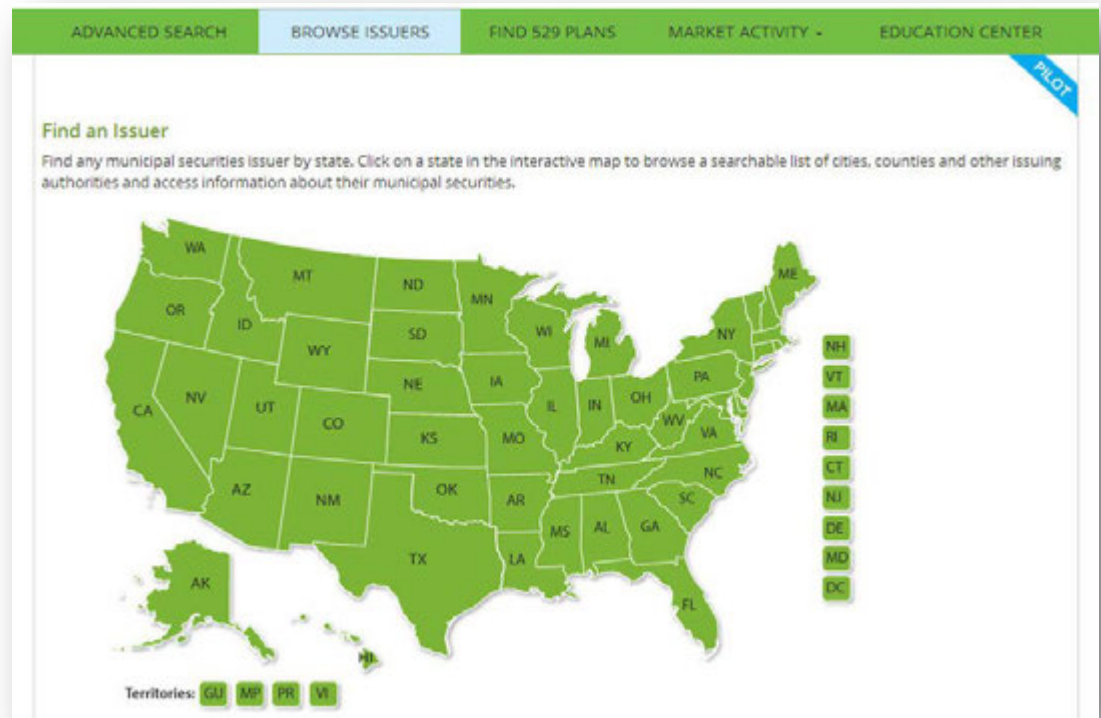 ADVANCED SEARCH BROWSE ISSUERS FIND 529 PLANS MARKET ACTIVITY EDUCATION CENTER
PILOT
Find an Issuer
Find any municipal securities issuer by state. Click on a state in the interactive map to browse a searchable list of cities, counties and other issuing
authorities and access information about their municipal securities.
WA
MT
ND
MN
ME
OR
ID
SD
WI
MI
NY
WY
NH
NE
IA
PA
VT
NV
UT
CO
IL
IN
OH
CA
KS
MO
WV
VA
MA
KY
RI
AZ
NM
OK
AR
TN
NC
CT
SC
NJ
MS
AL
GA
DE
TX
LA
MD
AK
DC
FL
HI
Territories: GU MP PR VI